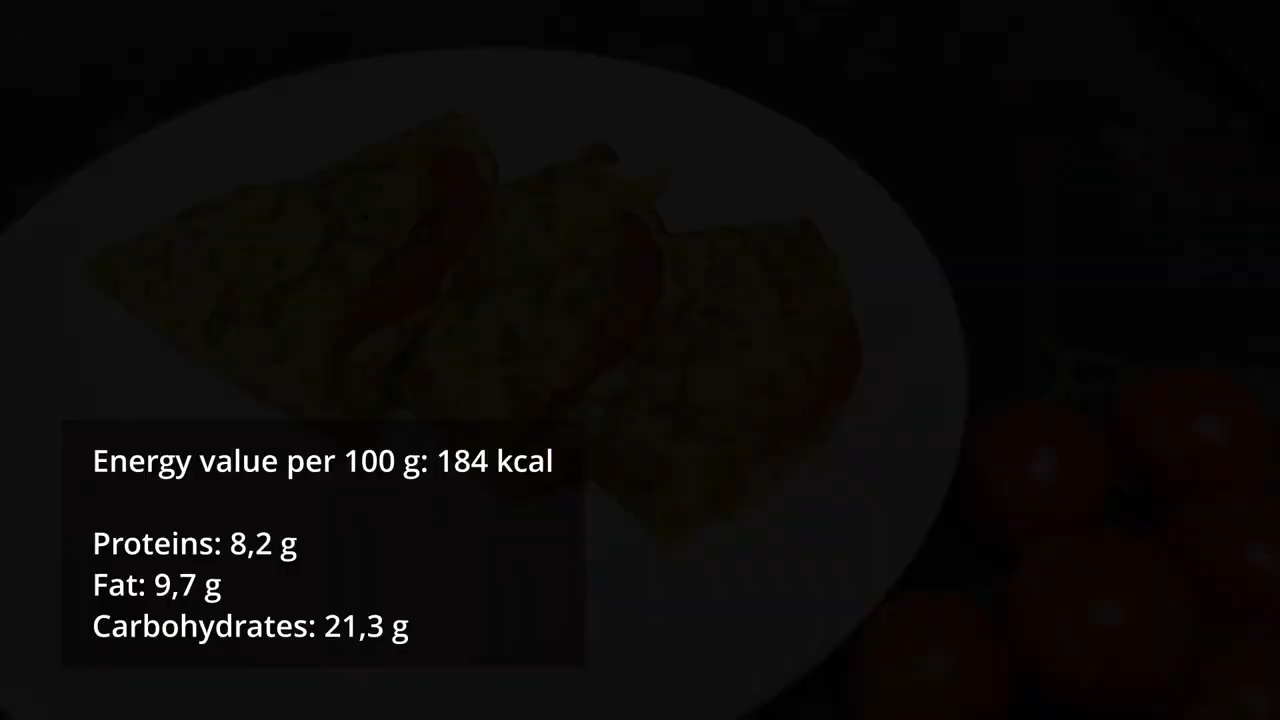 Energy value per 100 g: 184 kcal
Proteins: 8,2 g
Fat: 9,7 g
Carbohydrates: 21,3 g